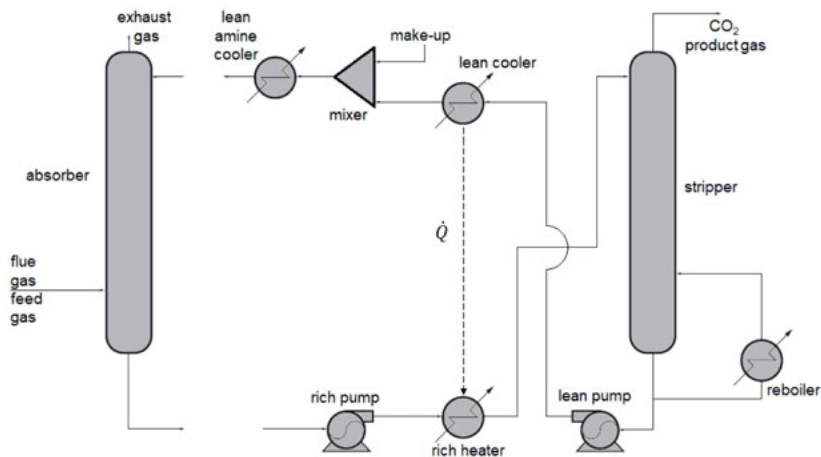 exhaust
gas
lean
amine
cooler
make-up
lean cooler
CO₂
product gas
mixer
absorber
stripper
Q̇
flue
gas
feed
gas
rich pump
lean pump
reboiler
rich heater